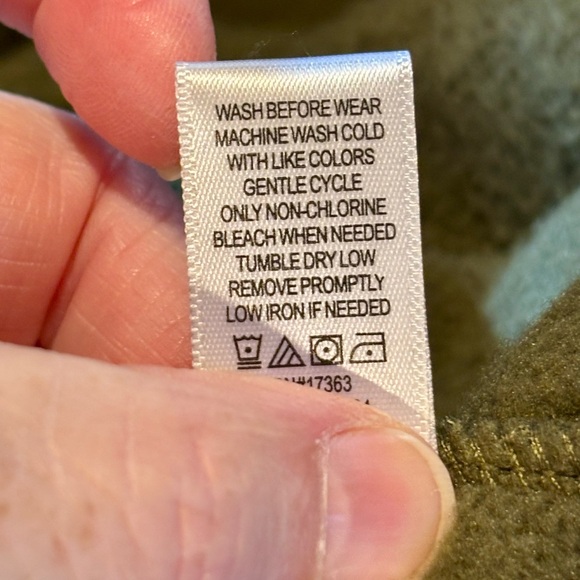 WASH BEFORE WEAR
MACHINE WASH COLD
WITH LIKE COLORS
GENTLE CYCLE
ONLY NON-CHLORINE
BLEACH WHEN NEEDED
TUMBLE DRY LOW
REMOVE PROMPTLY
LOW IRON IF NEEDED
N#17363